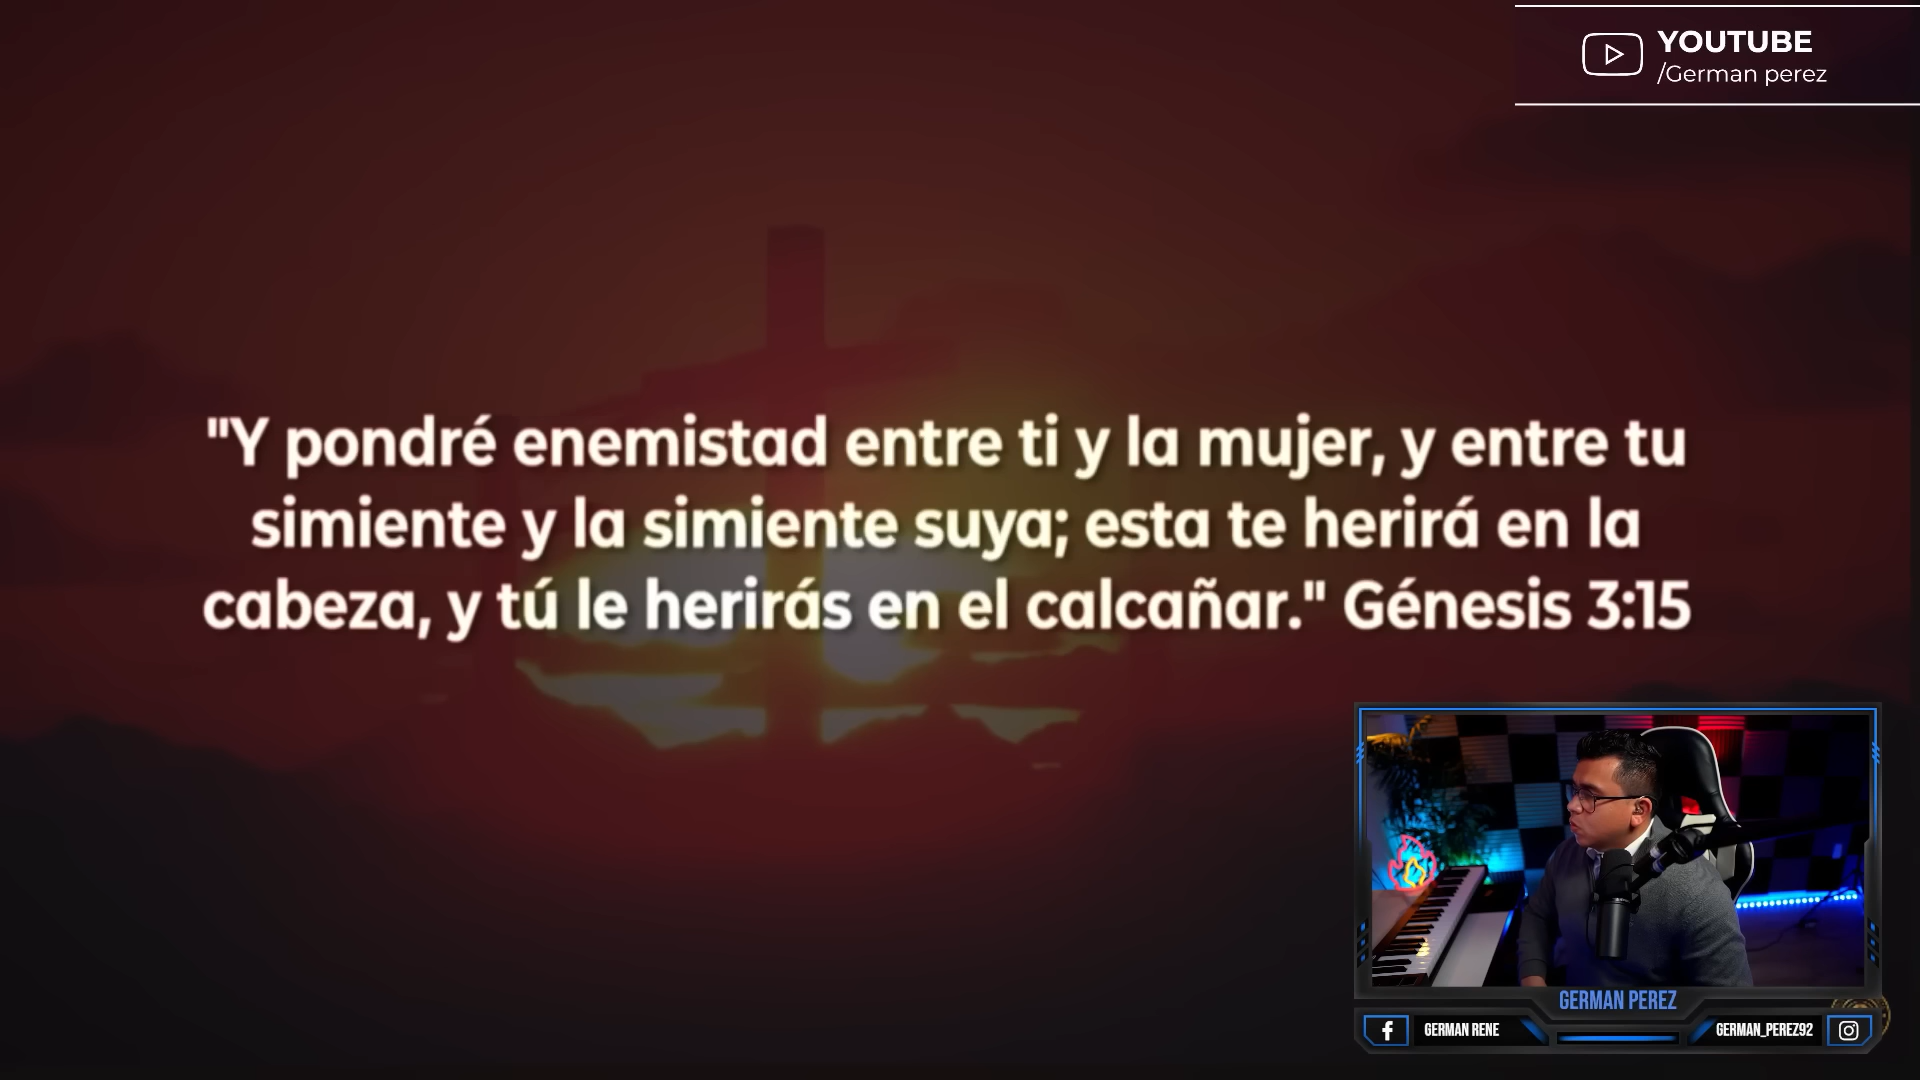 YOUTUBE
/German perez
"Y pondré enemistad entre ti y la mujer, y entre tu
simiente y la simiente suya; esta te herirá en la
cabeza, y tú le herirás en el calcañar." Génesis 3:15
GERMAN PEREZ
GERMAN RENE
GERMAN_PEREZ92